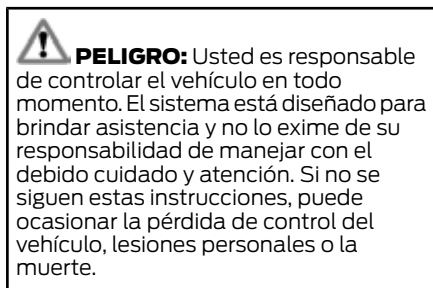 PELIGRO: Usted es responsable
de controlar el vehículo en todo
momento. El sistema está diseñado para
brindar asistencia y no lo exime de su
responsabilidad de manejar con el
debido cuidado y atención. Si no se
siguen estas instrucciones, puede
ocasionar la pérdida de control del
vehículo, lesiones personales o la
muerte.